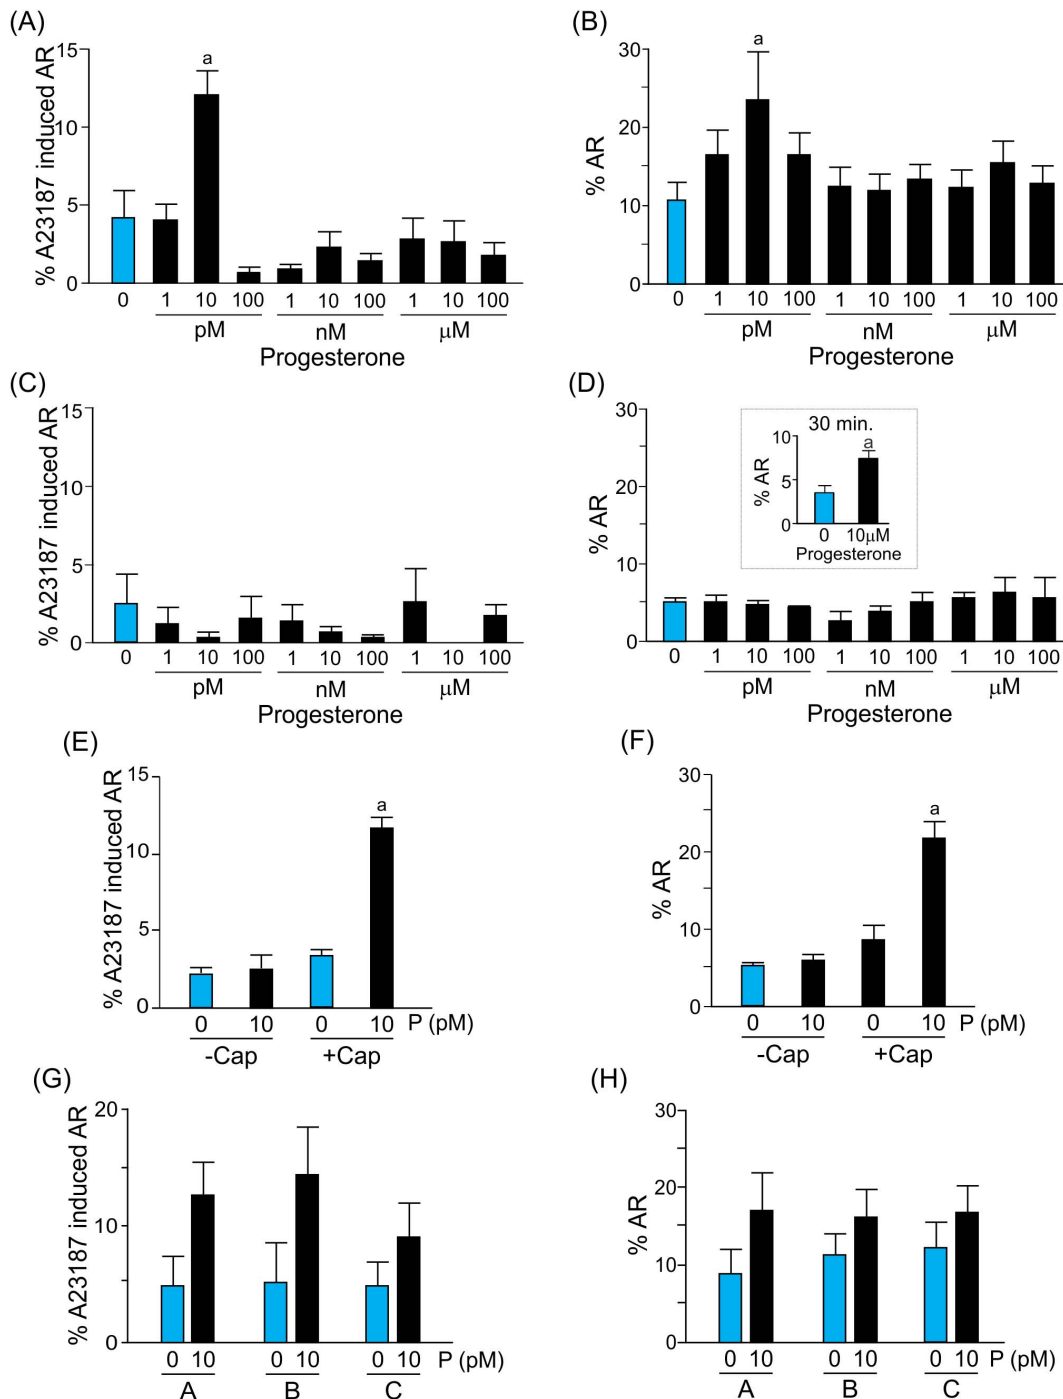 (A)
% A23187 induced AR
15
10
5
0
a
0 1 10 100 1 10 100 1 10 100
pM nM μM
Progesterone
(B)
% AR
30
20
10
0
a
0 1 10 100 1 10 100 1 10 100
pM nM μM
Progesterone
(C)
% A23187 induced AR
15
10
5
0
0 1 10 100 1 10 100 1 10 100
pM nM μM
Progesterone
(D)
% AR
30
20
10
0
30 min.
% AR
10
5
0
a
0 10μM
Progesterone
0 1 10 100 1 10 100 1 10 100
pM nM μM
Progesterone
(E)
% A23187 induced AR
15
10
5
0
a
0 10 0 10 P (pM)
-Cap +Cap
(F)
% AR
30
20
10
0
a
0 10 0 10 P (pM)
-Cap +Cap
(G)
% A23187 induced AR
20
10
0
0 10 0 10 0 10 P (pM)
A B C
(H)
% AR
30
20
10
0
0 10 0 10 0 10 P (pM)
A B C